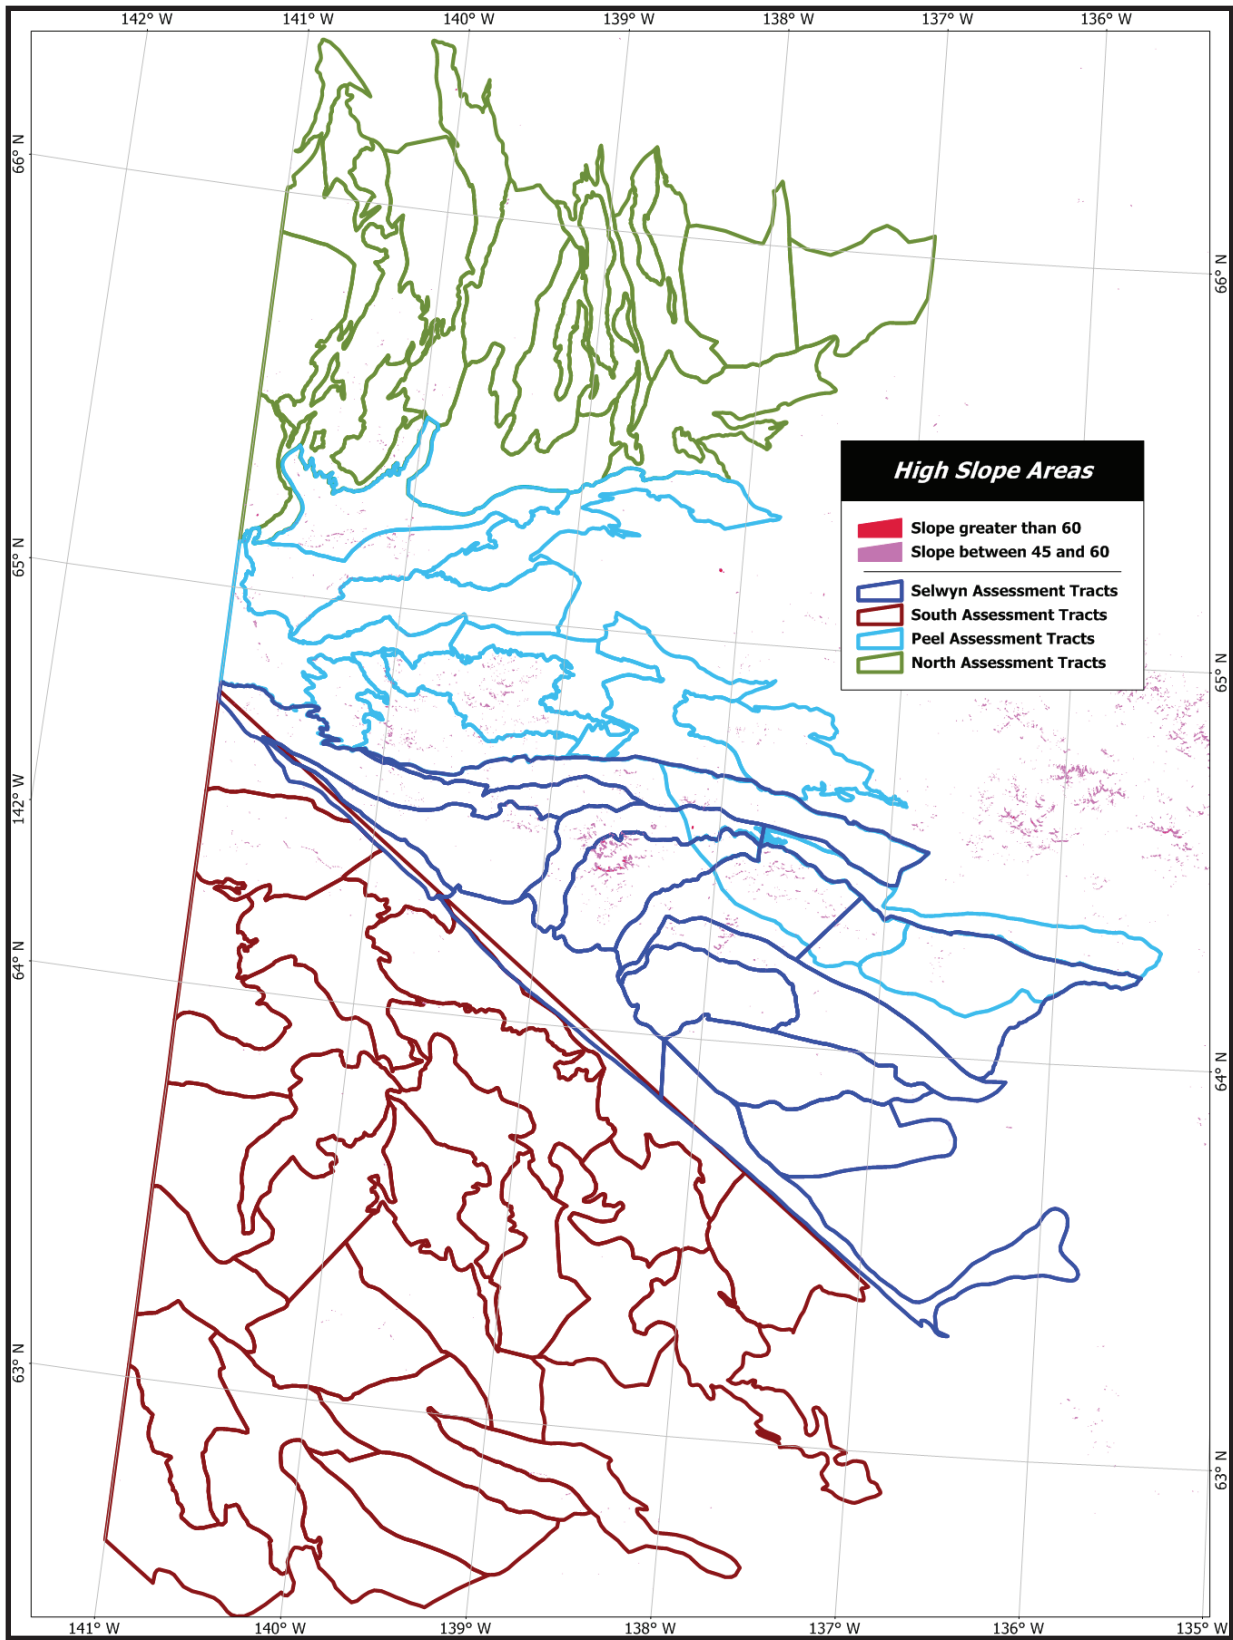 142° W 141° W 140° W 139° W 138° W 137° W 136° W
66° N
66° N
High Slope Areas
Slope greater than 60
Slope between 45 and 60
Selwyn Assessment Tracts
South Assessment Tracts
Peel Assessment Tracts
North Assessment Tracts
65° N
65° N
142° W
64° N
64° N
63° N
63° N
141° W 140° W 139° W 138° W 137° W 136° W 135° W